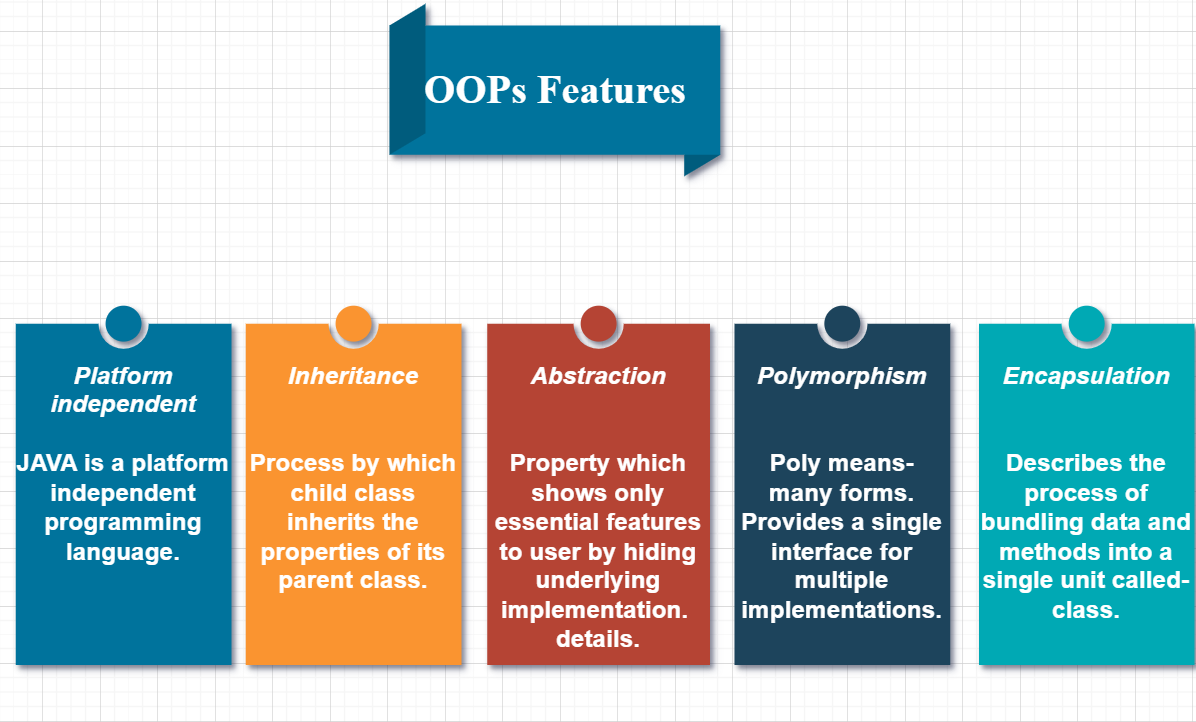 OOPs Features
Platform
independent
JAVA is a platform
independent
programming
language.
Inheritance
Process by which
child class
inherits the
properties of its
parent class.
Abstraction
Property which
shows only
essential features
to user by hiding
underlying
implementation.
details.
Polymorphism
Poly means-
many forms.
Provides a single
interface for
multiple
implementations.
Encapsulation
Describes the
process of
bundling data and
methods into a
single unit called-
class.